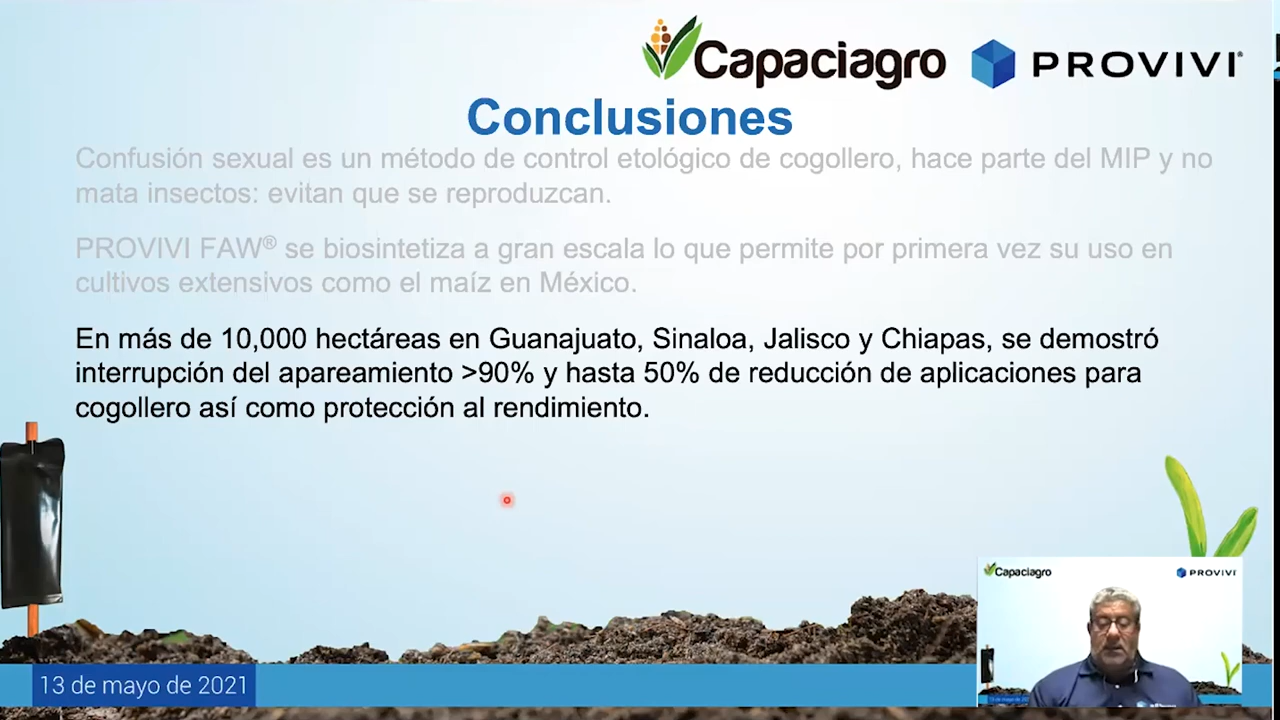 Capaciagro PROVIVI®
Conclusiones
Confusión sexual es un método de control etológico de cogollero, hace parte del MIP y no
mata insectos: evitan que se reproduzcan.
PROVIVI FAW® se biosintetiza a gran escala lo que permite por primera vez su uso en
cultivos extensivos como el maíz en México.
En más de 10,000 hectáreas en Guanajuato, Sinaloa, Jalisco y Chiapas, se demostró
interrupción del apareamiento >90% y hasta 50% de reducción de aplicaciones para
cogollero así como protección al rendimiento.
Capaciagro PROVIVI
13 de mayo de 2021